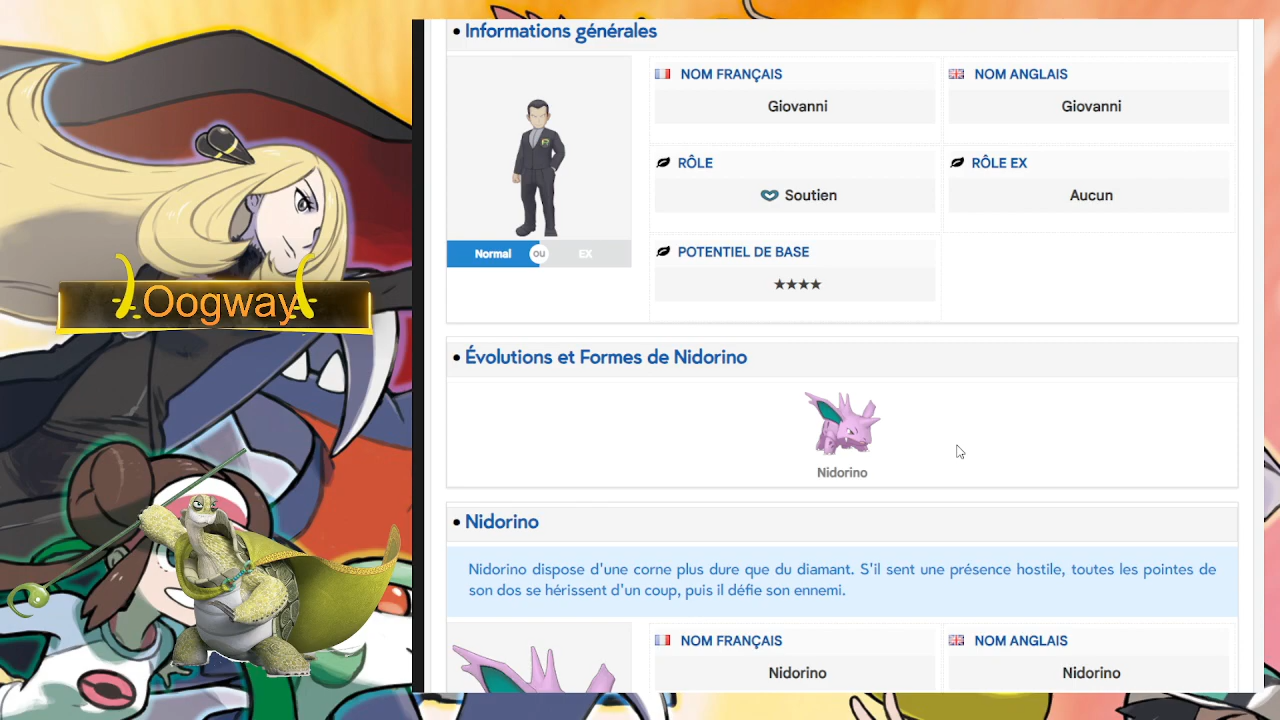 • Informations générales
NOM FRANÇAIS
Giovanni
NOM ANGLAIS
Giovanni
RÔLE
Soutien
RÔLE EX
Aucun
Normal ou EX
POTENTIEL DE BASE
★★★★
• Évolutions et Formes de Nidorino
Nidorino
• Nidorino
Nidorino dispose d'une corne plus dure que du diamant. S'il sent une présence hostile, toutes les pointes de
son dos se hérissent d'un coup, puis il défie son ennemi.
NOM FRANÇAIS
Nidorino
NOM ANGLAIS
Nidorino
Oogway